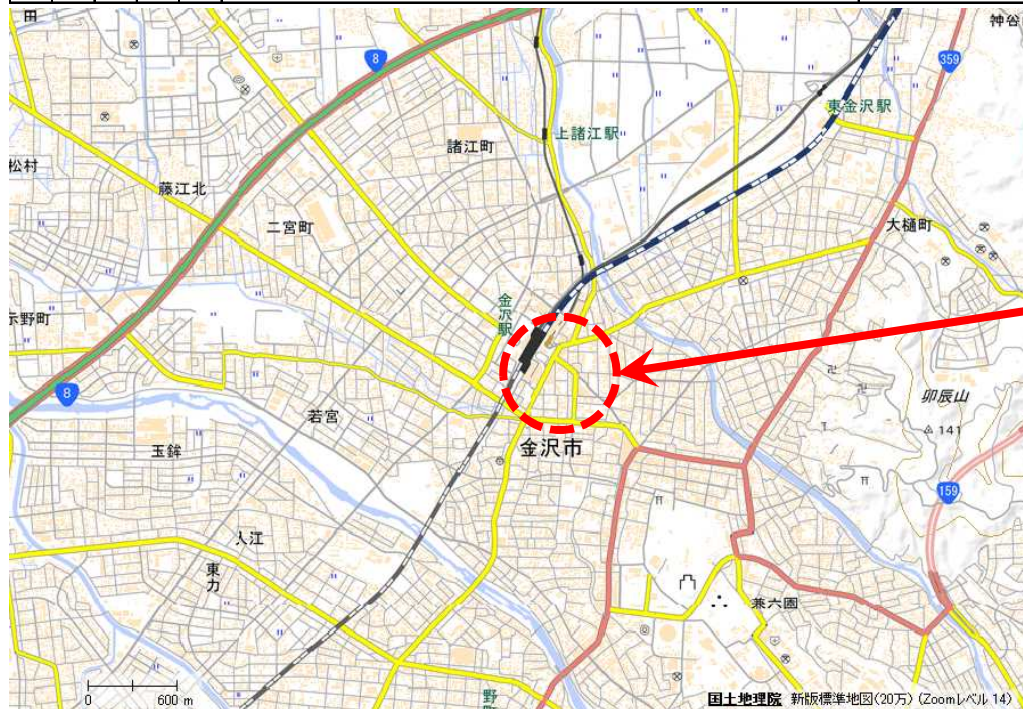 田
神谷
8
359
東金沢駅
上諸江駅
諸江町
松村
藤江北
二宮町
大樋町
金沢駅
示野町
8
卯辰山
141
若宮
金沢市
玉鉾
159
入江
東力
兼六園
0 600 m
野
国土地理院 新版標準地図(20万) (Zoomレベル 14)